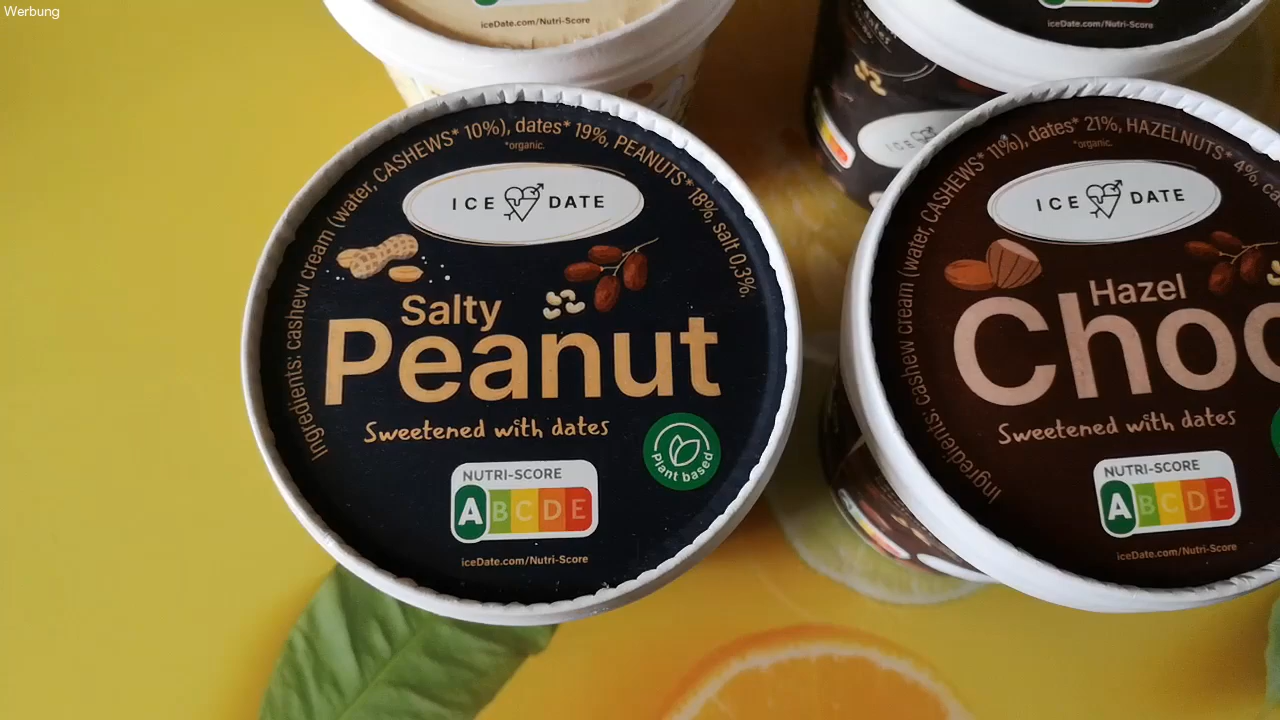 Werbung
iceDate.com/Nutri-Score
iceDate.com/Nutri-Score
Ingredients: cashew cream (water, CASHEWS* 10%), dates* 19%, PEANUTS* 18%, salt 0,3%.
*organic.
ICE DATE
Salty
Peanut
Sweetened with dates
Plant based
NUTRI-SCORE
A B C D E
iceDate.com/Nutri-Score
ICE
Ingredients: cashew cream (water, CASHEWS* 11%), dates* 21%, HAZELNUTS* 4%,
*organic.
ICE DATE
Hazel
Choc
Sweetened with dates
NUTRI-SCORE
A B C D E
iceDate.com/Nutri-Score